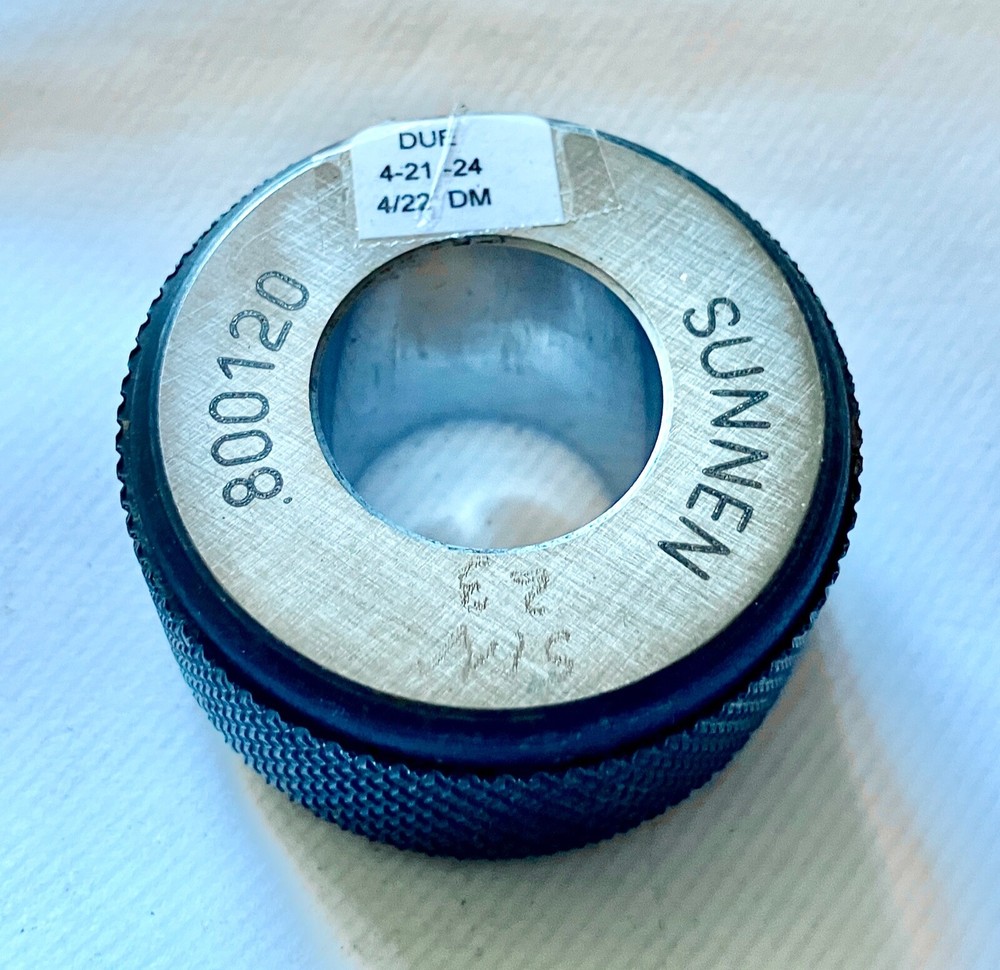 DUE
4-21-24
4/22 DM
.800120
SUNNEN